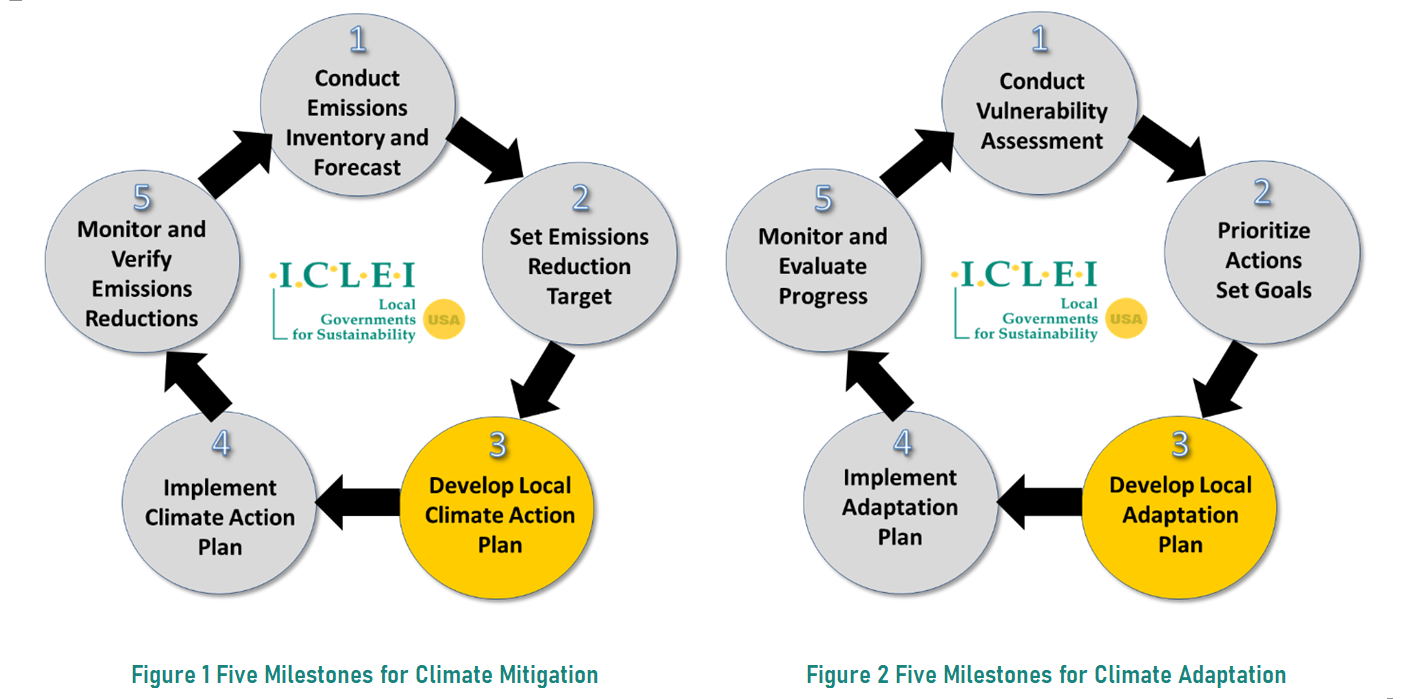 1
Conduct
Emissions
Inventory and
Forecast
2
Set Emissions
Reduction
Target
3
Develop Local
Climate Action
Plan
4
Implement
Climate Action
Plan
5
Monitor and
Verify
Emissions
Reductions
I.C.L.E.I
Local
Governments
for Sustainability
USA
Figure 1 Five Milestones for Climate Mitigation
1
Conduct
Vulnerability
Assessment
2
Prioritize
Actions
Set Goals
3
Develop Local
Adaptation
Plan
4
Implement
Adaptation
Plan
5
Monitor and
Evaluate
Progress
I.C.L.E.I
Local
Governments
for Sustainability
USA
Figure 2 Five Milestones for Climate Adaptation